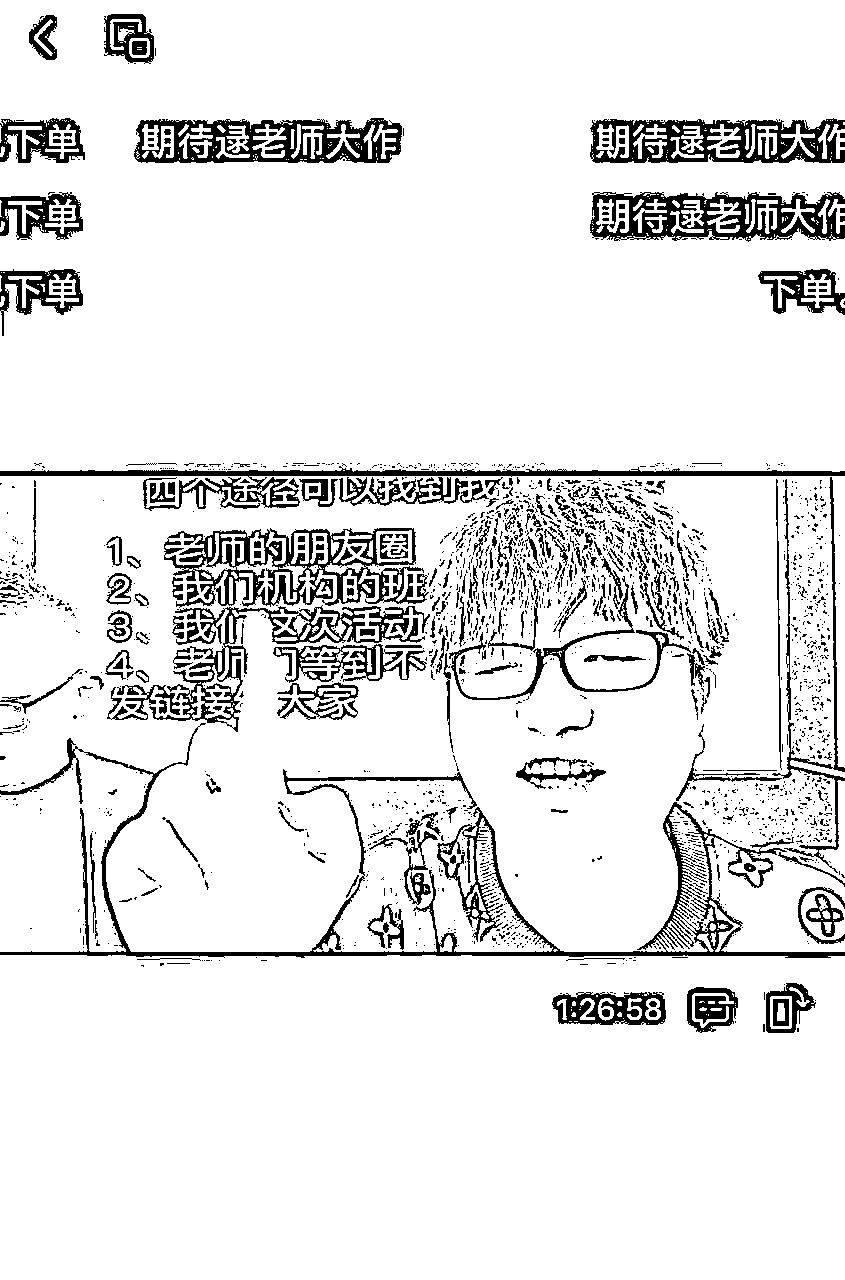 下单 期待逯老师大作 期待逯老师大作
下单 期待逯老师大作
下单 下单
四个途径可以找到我
1、老师的朋友圈
2、我们机构的班
3、我们 这次活动
4、老师 们等到不
发链接 大家
1:26:58